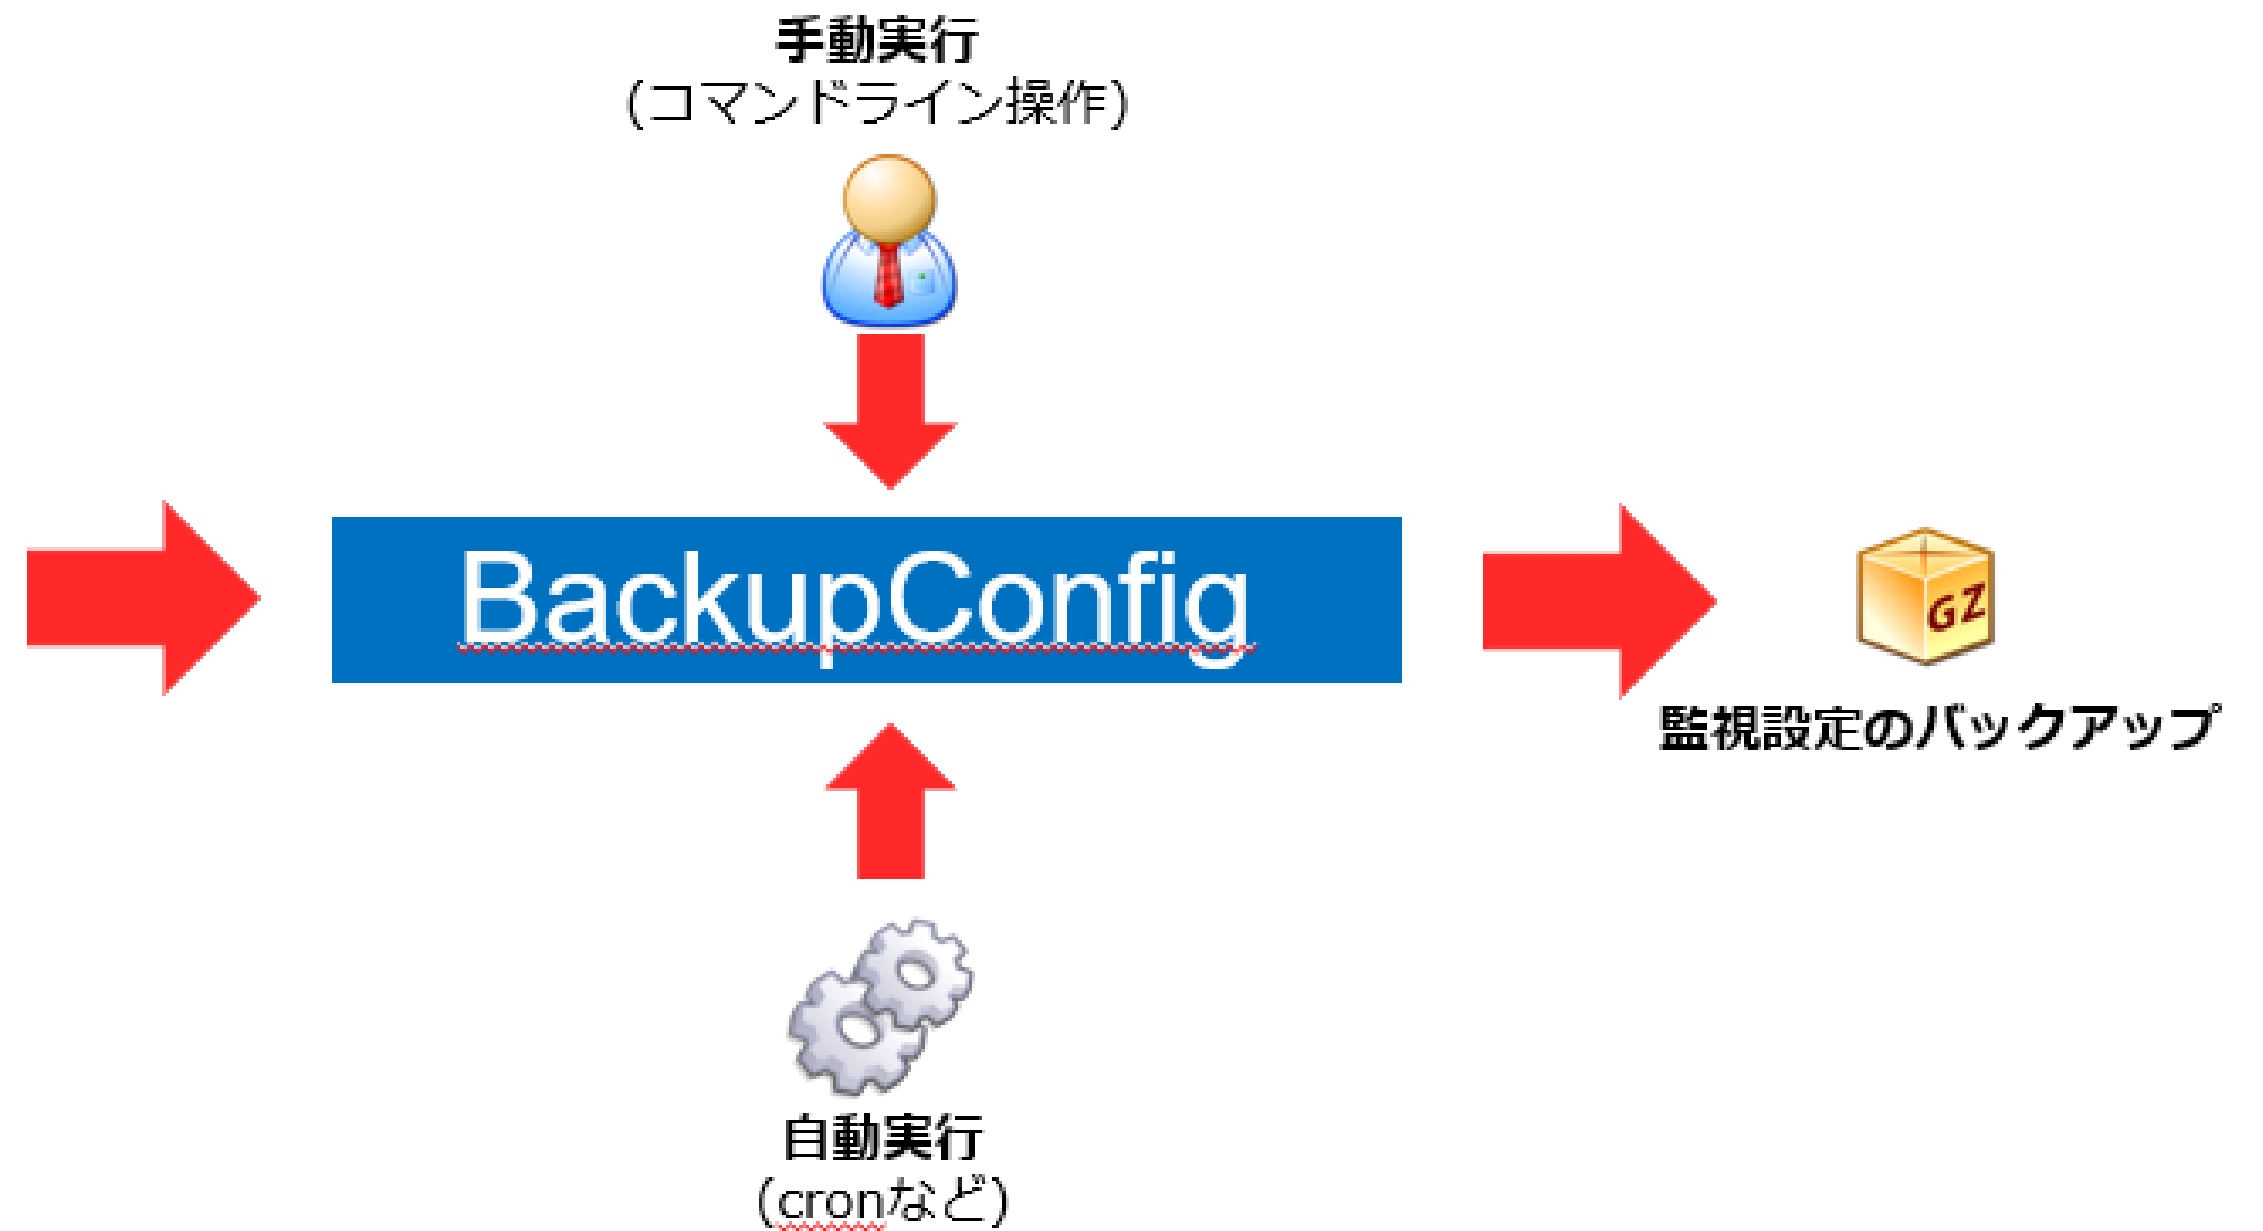 手動実行
(コマンドライン操作)
BackupConfig
GZ
監視設定のバックアップ
自動実行
(cronなど)